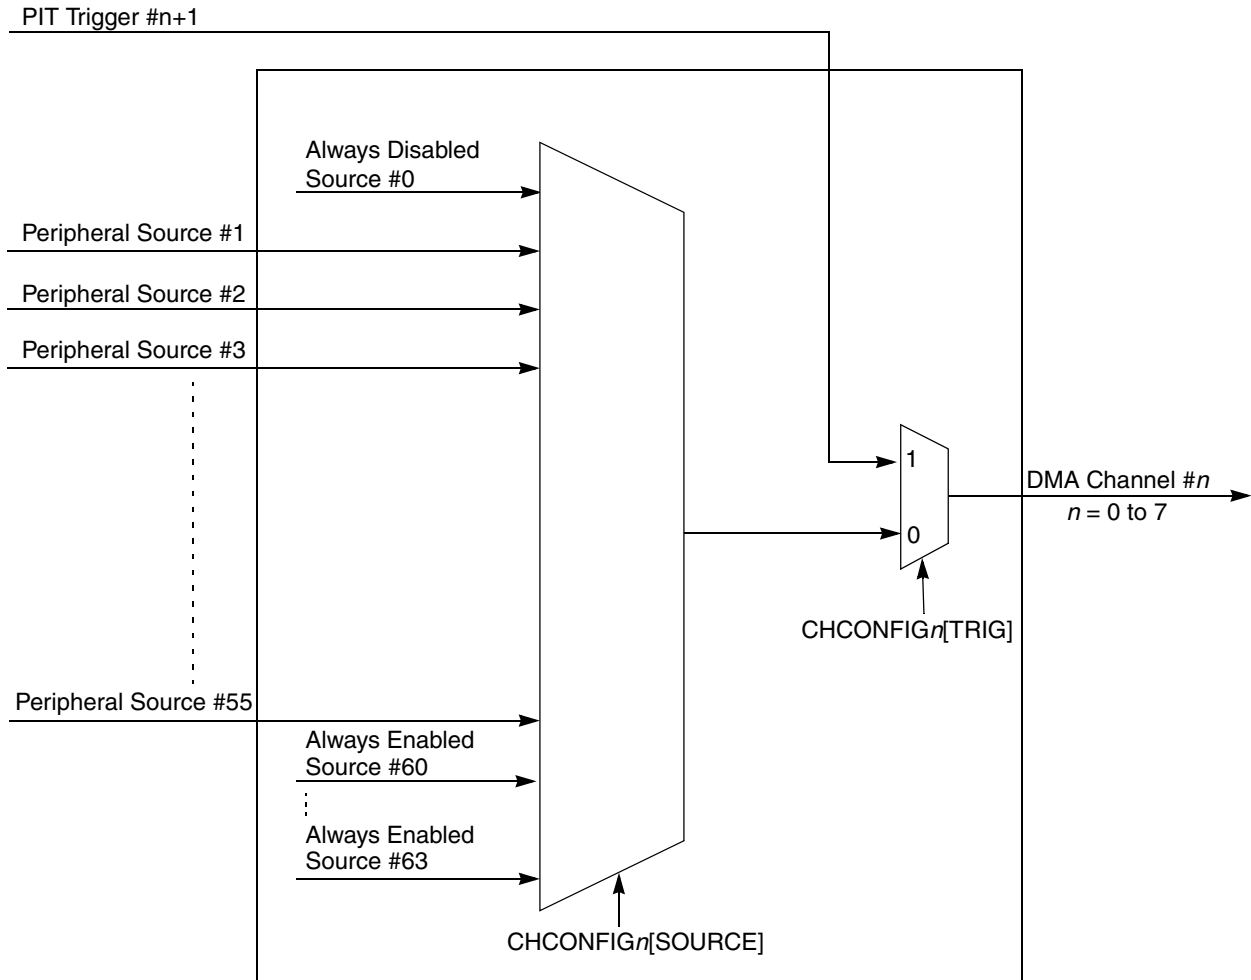 PIT Trigger #n+1
Always Disabled
Source #0
Peripheral Source #1
Peripheral Source #2
Peripheral Source #3
1
DMA Channel #n
n = 0 to 7
0
CHCONFIGn[TRIG]
Peripheral Source #55
Always Enabled
Source #60
Always Enabled
Source #63
CHCONFIGn[SOURCE]